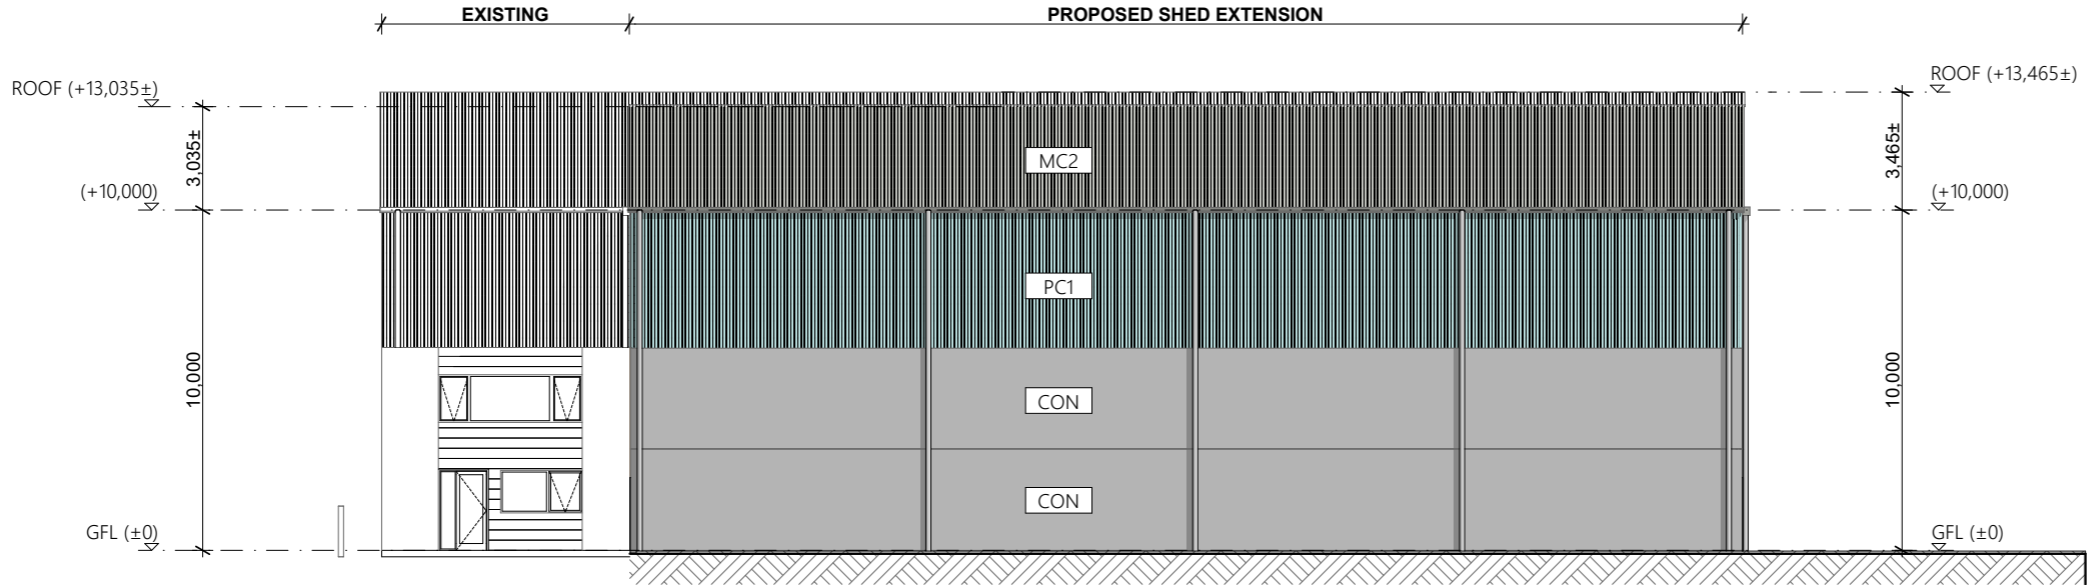 EXISTING
PROPOSED SHED EXTENSION
ROOF (+13,035±)
ROOF (+13,465±)
3,035±
MC2
3,465±
(+10,000)
(+10,000)
PC1
10,000
10,000
CON
CON
GFL (±0)
GFL (±0)